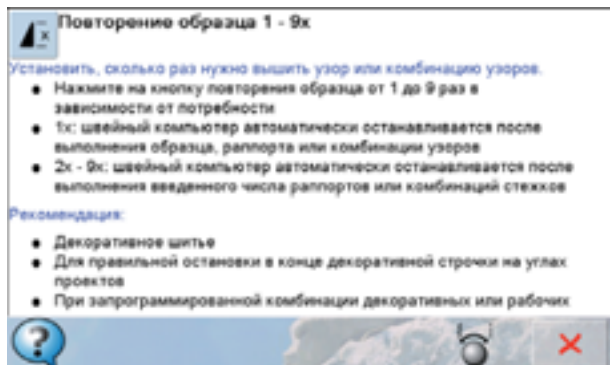 Повторение образца 1 - 9x
x
Установить, сколько раз нужно вышить узор или комбинацию узоров.
● Нажмите на кнопку повторения образца от 1 до 9 раз в
зависимости от потребности
● 1x: швейный компьютер автоматически останавливается после
выполнения образца, раппорта или комбинации узоров
● 2x - 9x: швейный компьютер автоматически останавливается после
выполнения введенного числа раппортов или комбинаций стежков
Рекомендация:
● Декоративное шитье
● Для правильной остановки в конце декоративной строчки на углах
проектов
● При запрограммированной комбинации декоративных или рабочих
?